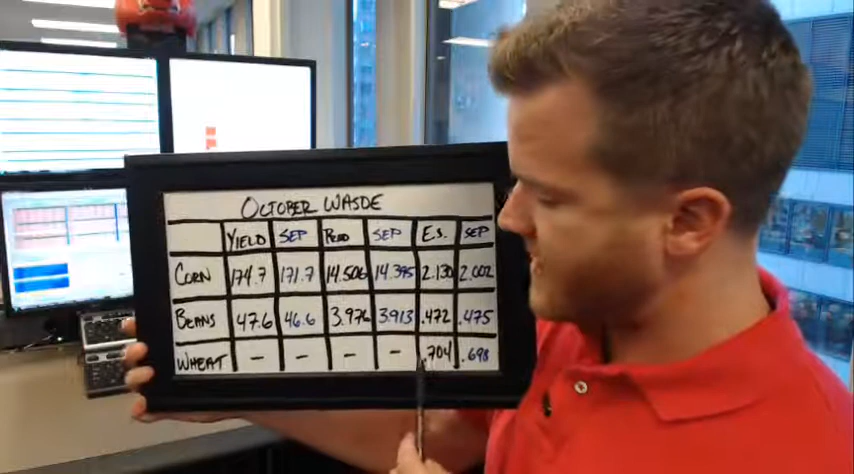 OCTOBER WASDE
YIELD SEP PROD SEP E.S. SEP
CORN 174.7 171.7 14.506 14.395 2.130 2.002
BEANS 47.6 46.6 3.976 3.913 .472 .475
WHEAT - - - - .704 .698